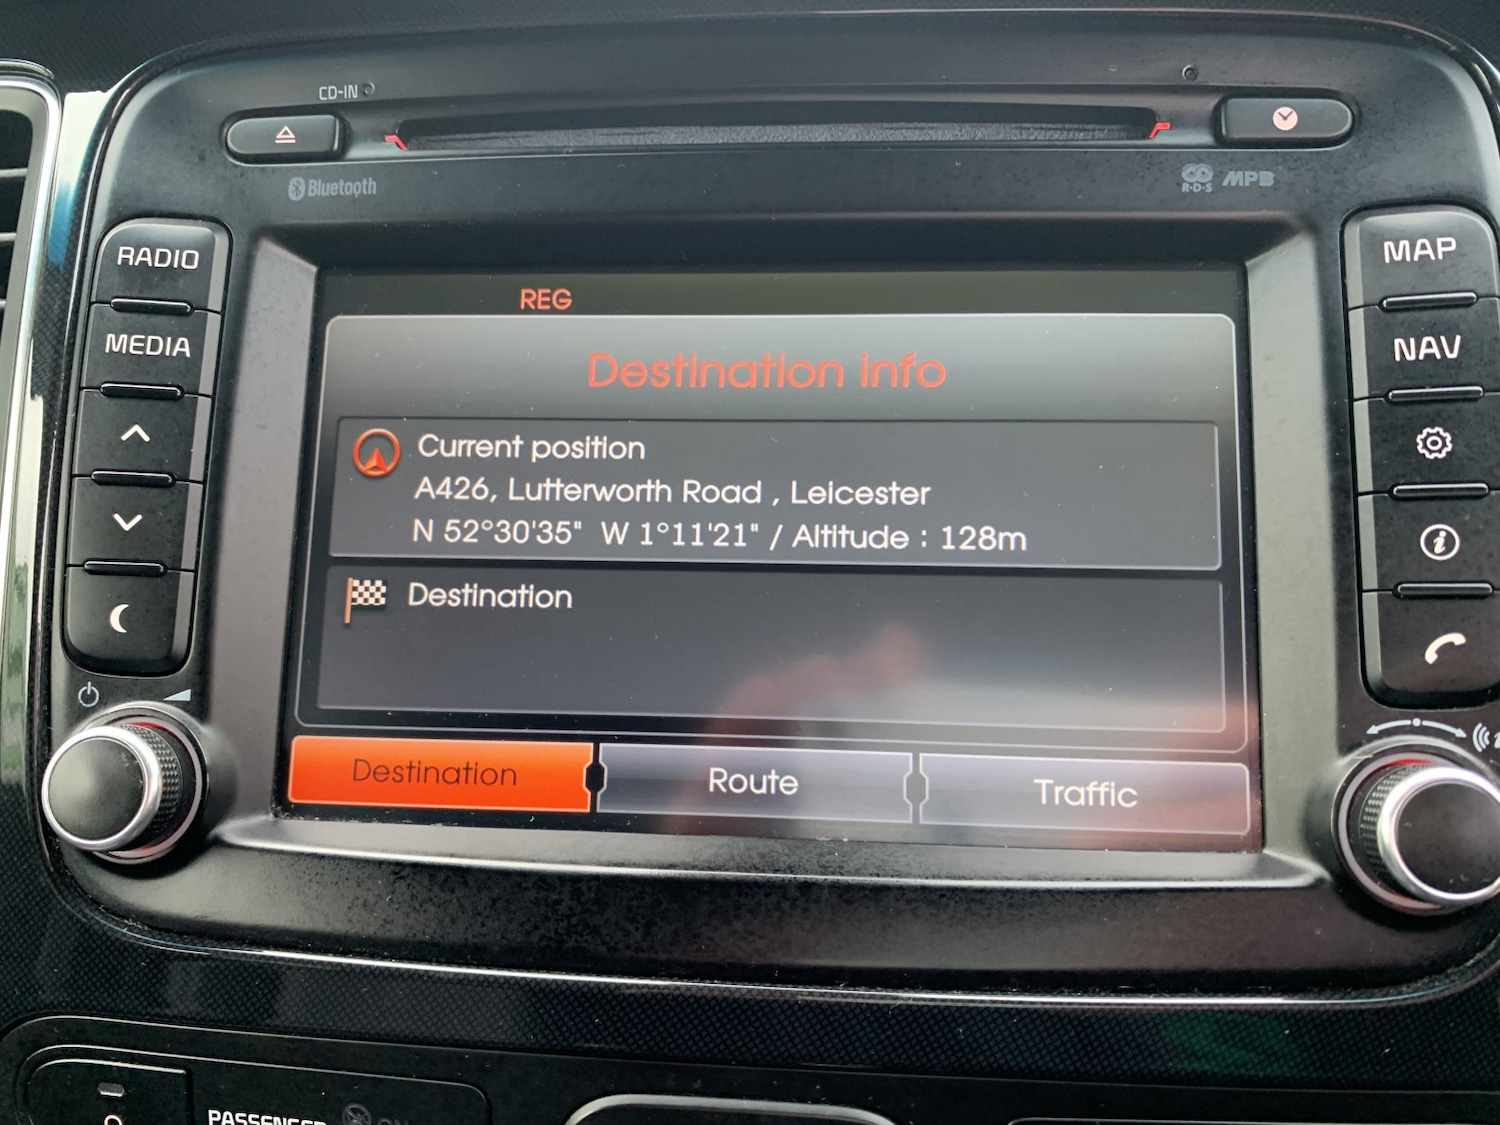 CD-IN
Bluetooth
R·D·S MP3
RADIO
MEDIA
MAP
NAV
REG
Destination info
Current position
A426, Lutterworth Road , Leicester
N 52°30'35" W 1°11'21" / Altitude : 128m
Destination
Destination
Route
Traffic
PASSENGER